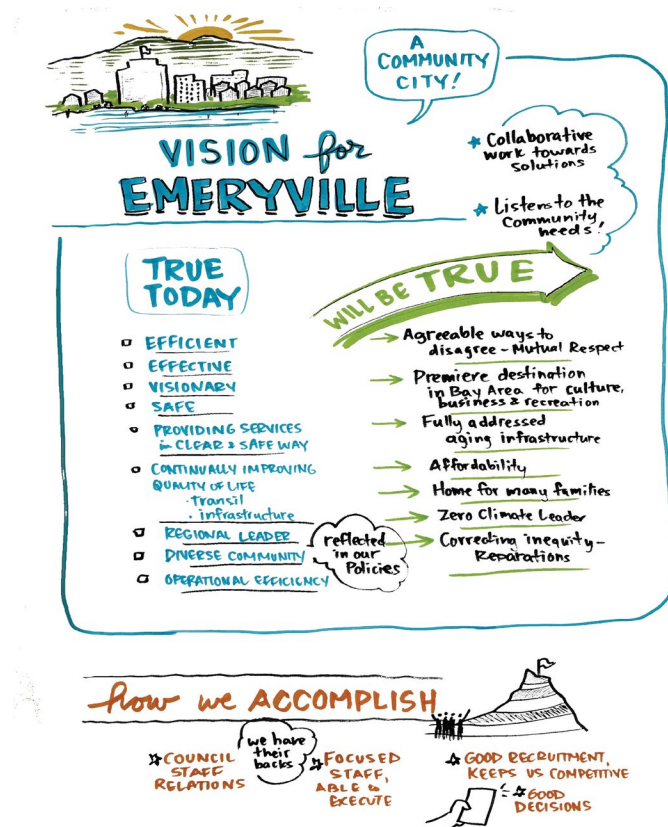 A
COMMUNITY
CITY!
VISION for
EMERYVILLE
Collaborative
work towards
solutions
Listens to the
Community
needs!
TRUE
TODAY
EFFICIENT
EFFECTIVE
VISIONARY
SAFE
PROVIDING SERVICES
in CLEAR & SAFE WAY
CONTINUALLY IMPROVING
QUALITY OF LIFE
· Transit
· infrastructure
REGIONAL LEADER
DIVERSE COMMUNITY
OPERATIONAL EFFICIENCY
reflected
in our
Policies
WILL BE TRUE
Agreeable ways to
disagree - Mutual Respect
Premiere destination
in Bay Area for culture,
business & recreation
Fully addressed
aging infrastructure
Affordability
Home for many families
Zero Climate Leader
Correcting inequity -
Reparations
how we ACCOMPLISH
COUNCIL
STAFF
RELATIONS
we have
their
backs
FOCUSED
STAFF,
ABLE to
EXECUTE
GOOD RECRUITMENT,
KEEPS US COMPETITIVE
GOOD
DECISIONS